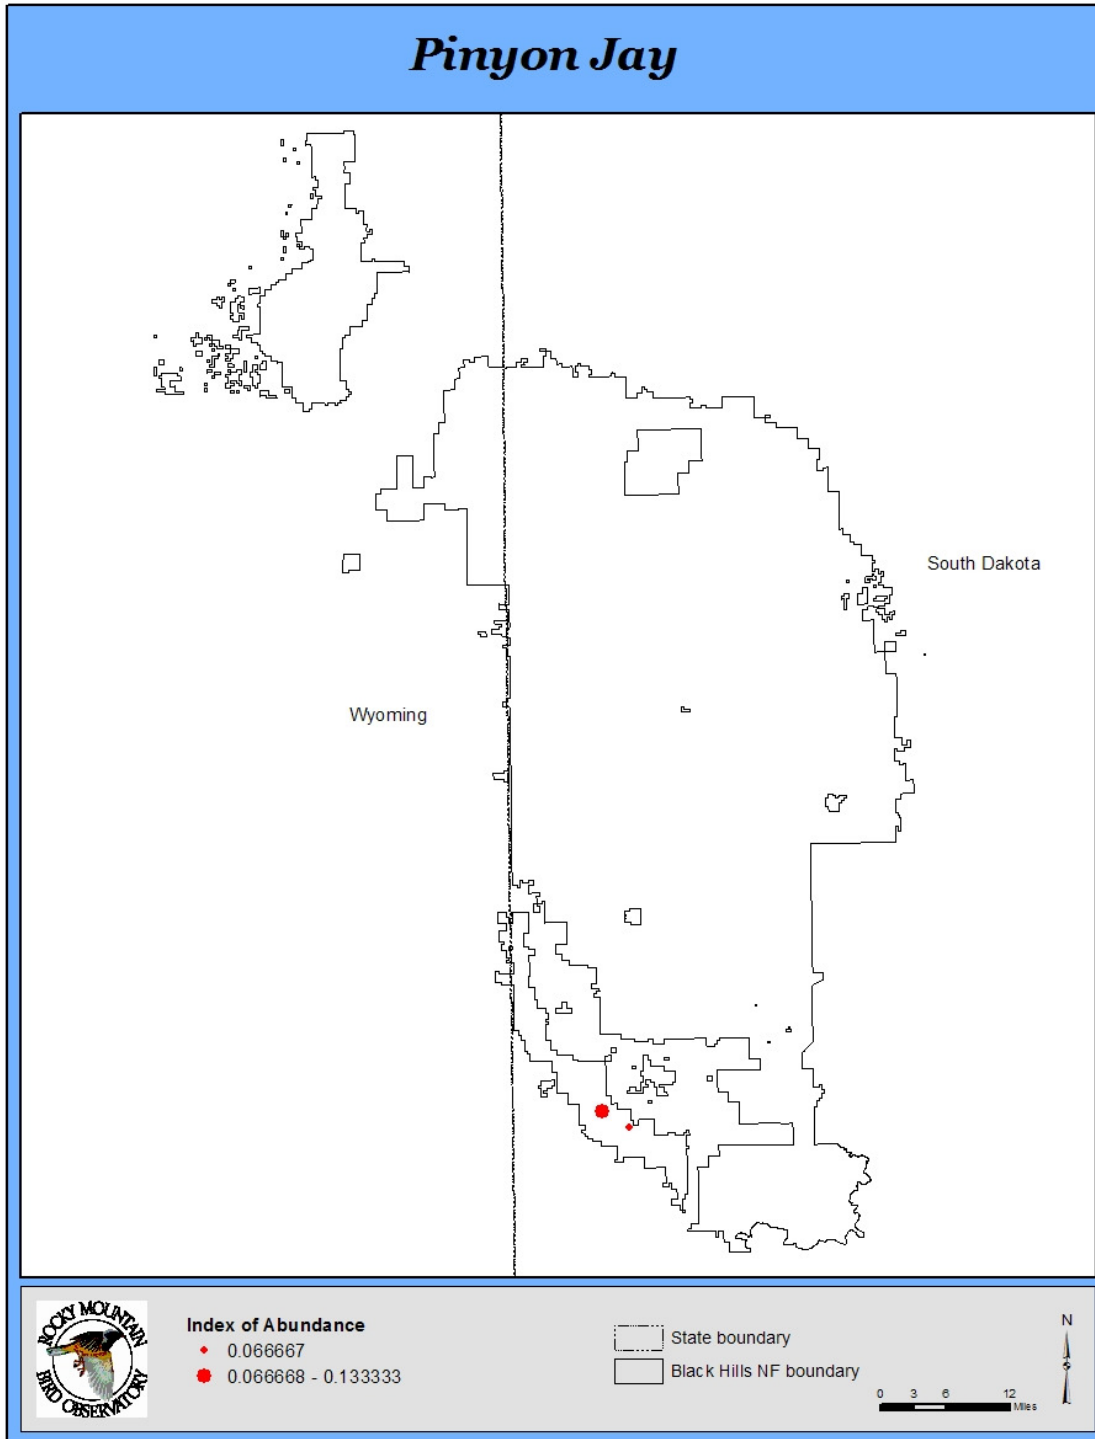 Pinyon Jay
South Dakota
Wyoming
ROCKY MOUNTAIN
BIRD OBSERVATORY
Index of Abundance
0.066667
0.066668 - 0.133333
State boundary
Black Hills NF boundary
N
0 3 6 12
Miles